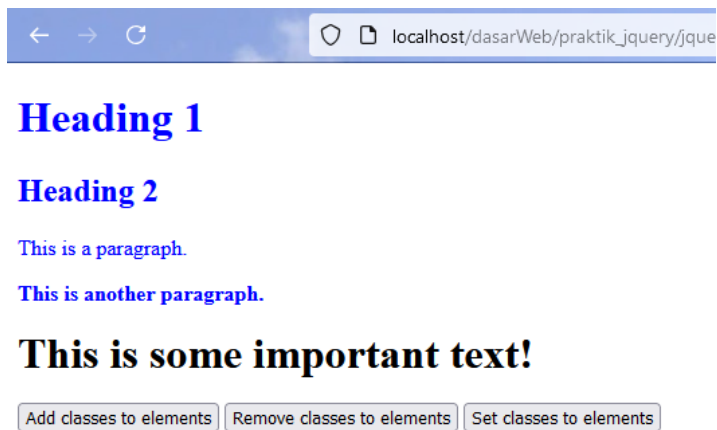 localhost/dasarWeb/praktik_jquery/jque
Heading 1
Heading 2
This is a paragraph.
This is another paragraph.
This is some important text!
Add classes to elements Remove classes to elements Set classes to elements